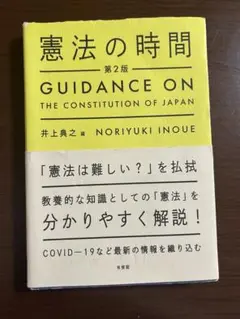 憲法の時間
第2版
GUIDANCE ON
THE CONSTITUTION OF JAPAN
井上典之 編 NORIYUKI INOUE
「憲法は難しい?」を払拭
教養的な知識としての「憲法」を
分かりやすく解説!
COVID-19など最新の情報を織り込む
有斐閣